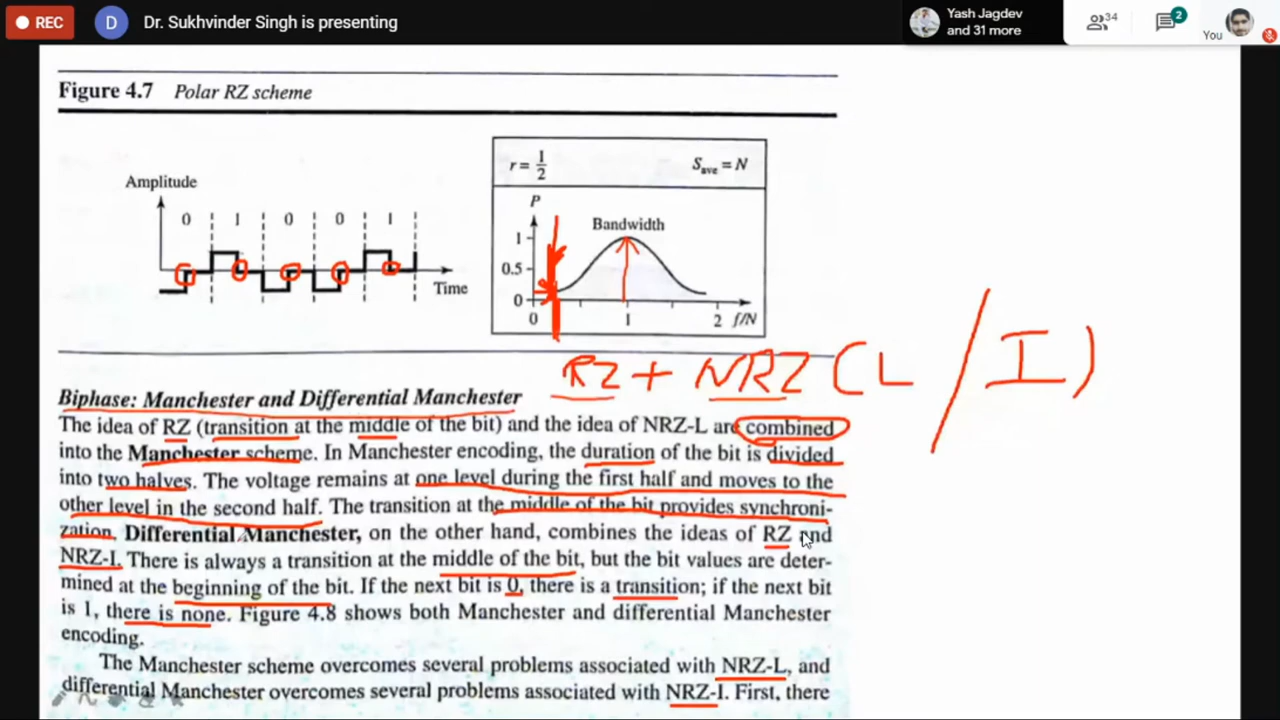 REC
D
Dr. Sukhvinder Singh is presenting
Yash Jagdev
and 31 more
34
2
You
Figure 4.7 Polar RZ scheme
Amplitude
0 1 0 0 1
Time
r = 1/2
Save = N
P
Bandwidth
1
0.5
0
0 1 2 f/N
RZ + NRZ (L / I)
Biphase: Manchester and Differential Manchester
The idea of RZ (transition at the middle of the bit) and the idea of NRZ-L are combined
into the Manchester scheme. In Manchester encoding, the duration of the bit is divided
into two halves. The voltage remains at one level during the first half and moves to the
other level in the second half. The transition at the middle of the bit provides synchroni-
zation. Differential Manchester, on the other hand, combines the ideas of RZ and
NRZ-I. There is always a transition at the middle of the bit, but the bit values are deter-
mined at the beginning of the bit. If the next bit is 0, there is a transition; if the next bit
is 1, there is none. Figure 4.8 shows both Manchester and differential Manchester
encoding.
The Manchester scheme overcomes several problems associated with NRZ-L, and
differential Manchester overcomes several problems associated with NRZ-I. First, there